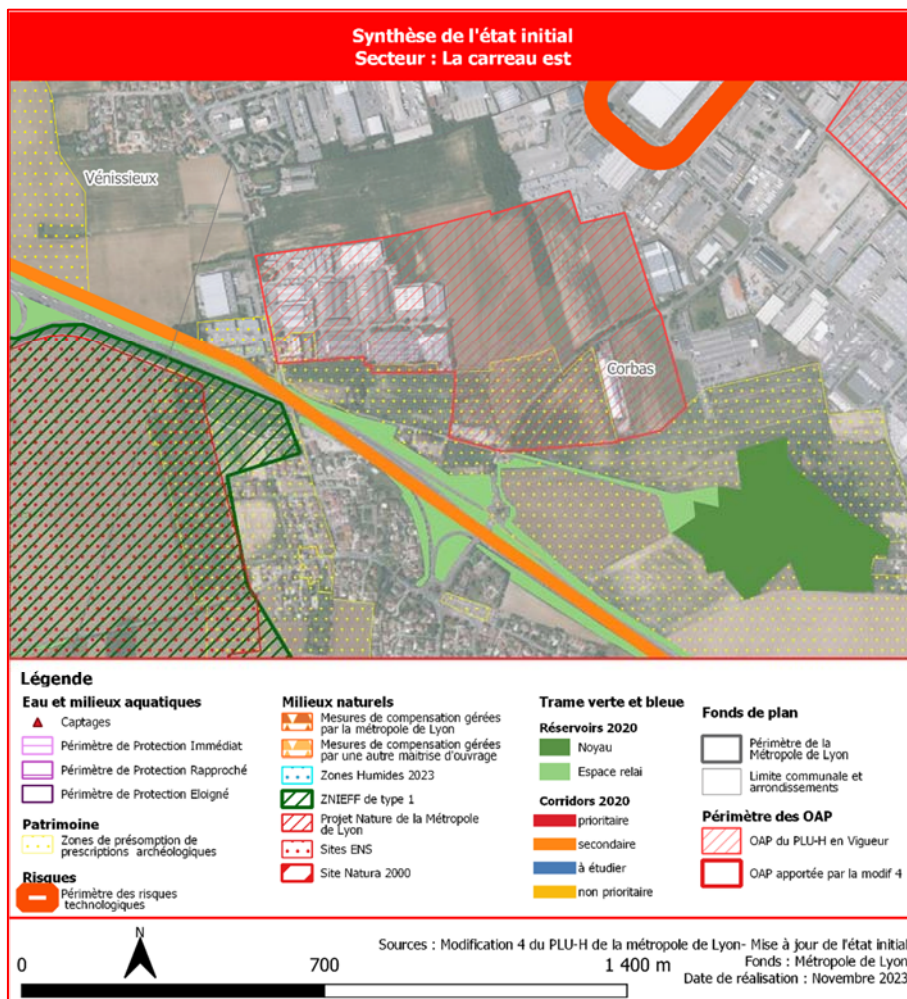 Synthèse de l'état initial
Secteur : La carreau est
Vénissieux
Corbas
Légende
Eau et milieux aquatiques
Captages
Périmètre de Protection Immédiat
Périmètre de Protection Rapproché
Périmètre de Protection Eloigné
Patrimoine
Zones de présomption de
prescriptions archéologiques
Risques
Périmètre des risques
technologiques
Milieux naturels
Mesures de compensation gérées
par la métropole de Lyon
Mesures de compensation gérées
par une autre maitrise d'ouvrage
Zones Humides 2023
ZNIEFF de type 1
Projet Nature de la Métropole
de Lyon
Sites ENS
Site Natura 2000
Trame verte et bleue
Réservoirs 2020
Noyau
Espace relai
Corridors 2020
prioritaire
secondaire
à étudier
non prioritaire
Fonds de plan
Périmètre de la
Métropole de Lyon
Limite communale et
arrondissements
Périmètre des OAP
OAP du PLU-H en Vigueur
OAP apportée par la modif 4
N
0 700 1 400 m
Sources : Modification 4 du PLU-H de la métropole de Lyon- Mise à jour de l'état initial
Fonds : Métropole de Lyon
Date de réalisation : Novembre 2023